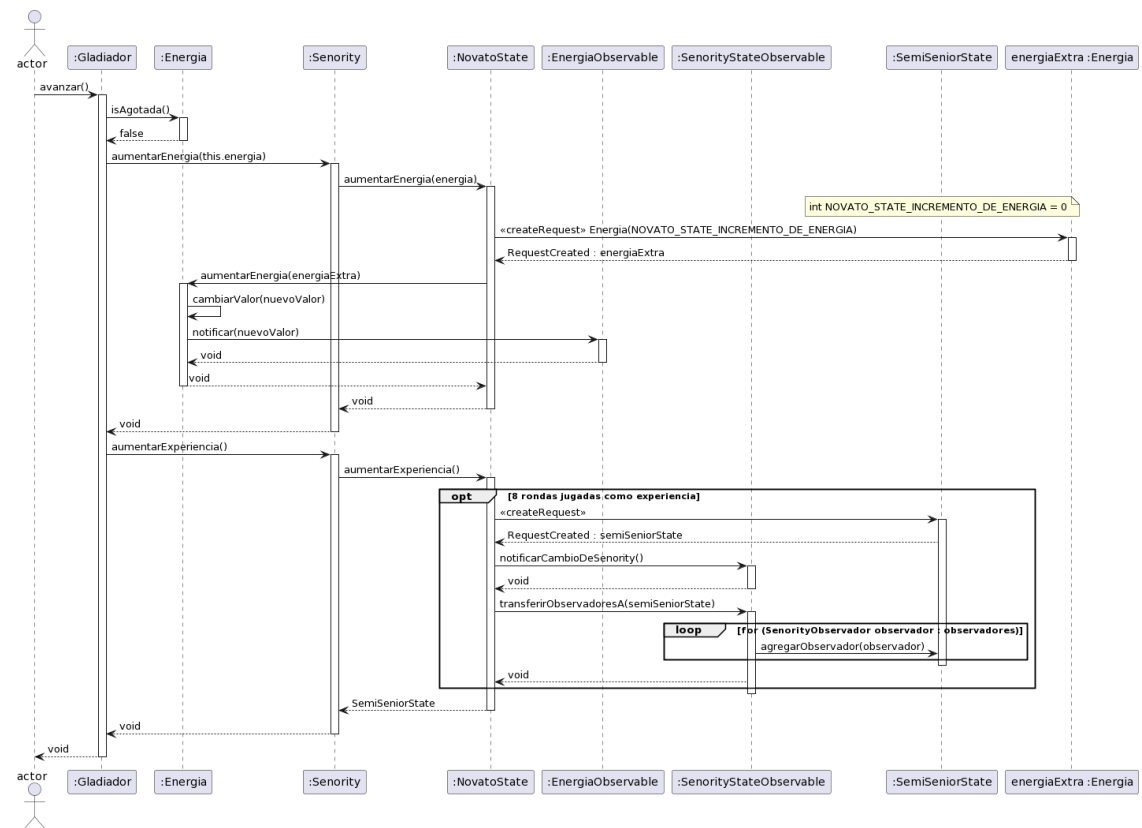 actor
:Gladiador
:Energia
:Senority
:NovatoState
:EnergiaObservable
:SenorityStateObservable
:SemiSeniorState
energiaExtra :Energia
avanzar()
isAgotada()
false
aumentarEnergia(this.energia)
aumentarEnergia(energia)
int NOVATO_STATE_INCREMENTO_DE_ENERGIA = 0
«createRequest» Energia(NOVATO_STATE_INCREMENTO_DE_ENERGIA)
RequestCreated : energiaExtra
aumentarEnergia(energiaExtra)
cambiarValor(nuevoValor)
notificar(nuevoValor)
void
void
void
void
aumentarExperiencia()
aumentarExperiencia()
opt [8 rondas jugadas como experiencia]
«createRequest»
RequestCreated : semiSeniorState
notificarCambioDeSenority()
void
transferirObservadoresA(semiSeniorState)
loop [for (SenorityObservador observador : observadores)]
agregarObservador(observador)
void
SemiSeniorState
void
void
actor
:Gladiador
:Energia
:Senority
:NovatoState
:EnergiaObservable
:SenorityStateObservable
:SemiSeniorState
energiaExtra :Energia